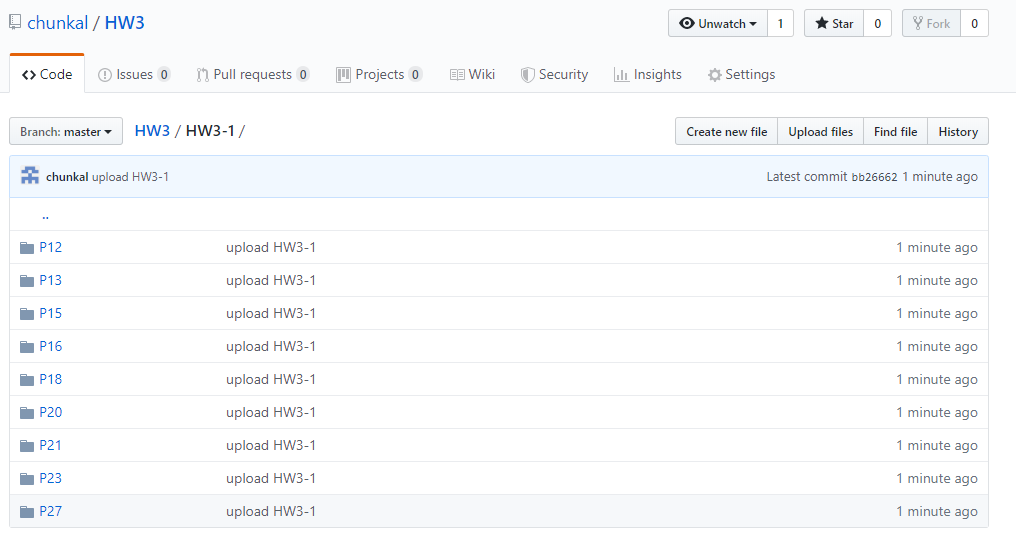 chunkal / HW3 Unwatch 1 Star 0 Fork 0
Code Issues 0 Pull requests 0 Projects 0 Wiki Security Insights Settings
Branch: master HW3 / HW3-1 / Create new file Upload files Find file History
chunkal upload HW3-1 Latest commit bb26662 1 minute ago
..
P12 upload HW3-1 1 minute ago
P13 upload HW3-1 1 minute ago
P15 upload HW3-1 1 minute ago
P16 upload HW3-1 1 minute ago
P18 upload HW3-1 1 minute ago
P20 upload HW3-1 1 minute ago
P21 upload HW3-1 1 minute ago
P23 upload HW3-1 1 minute ago
P27 upload HW3-1 1 minute ago